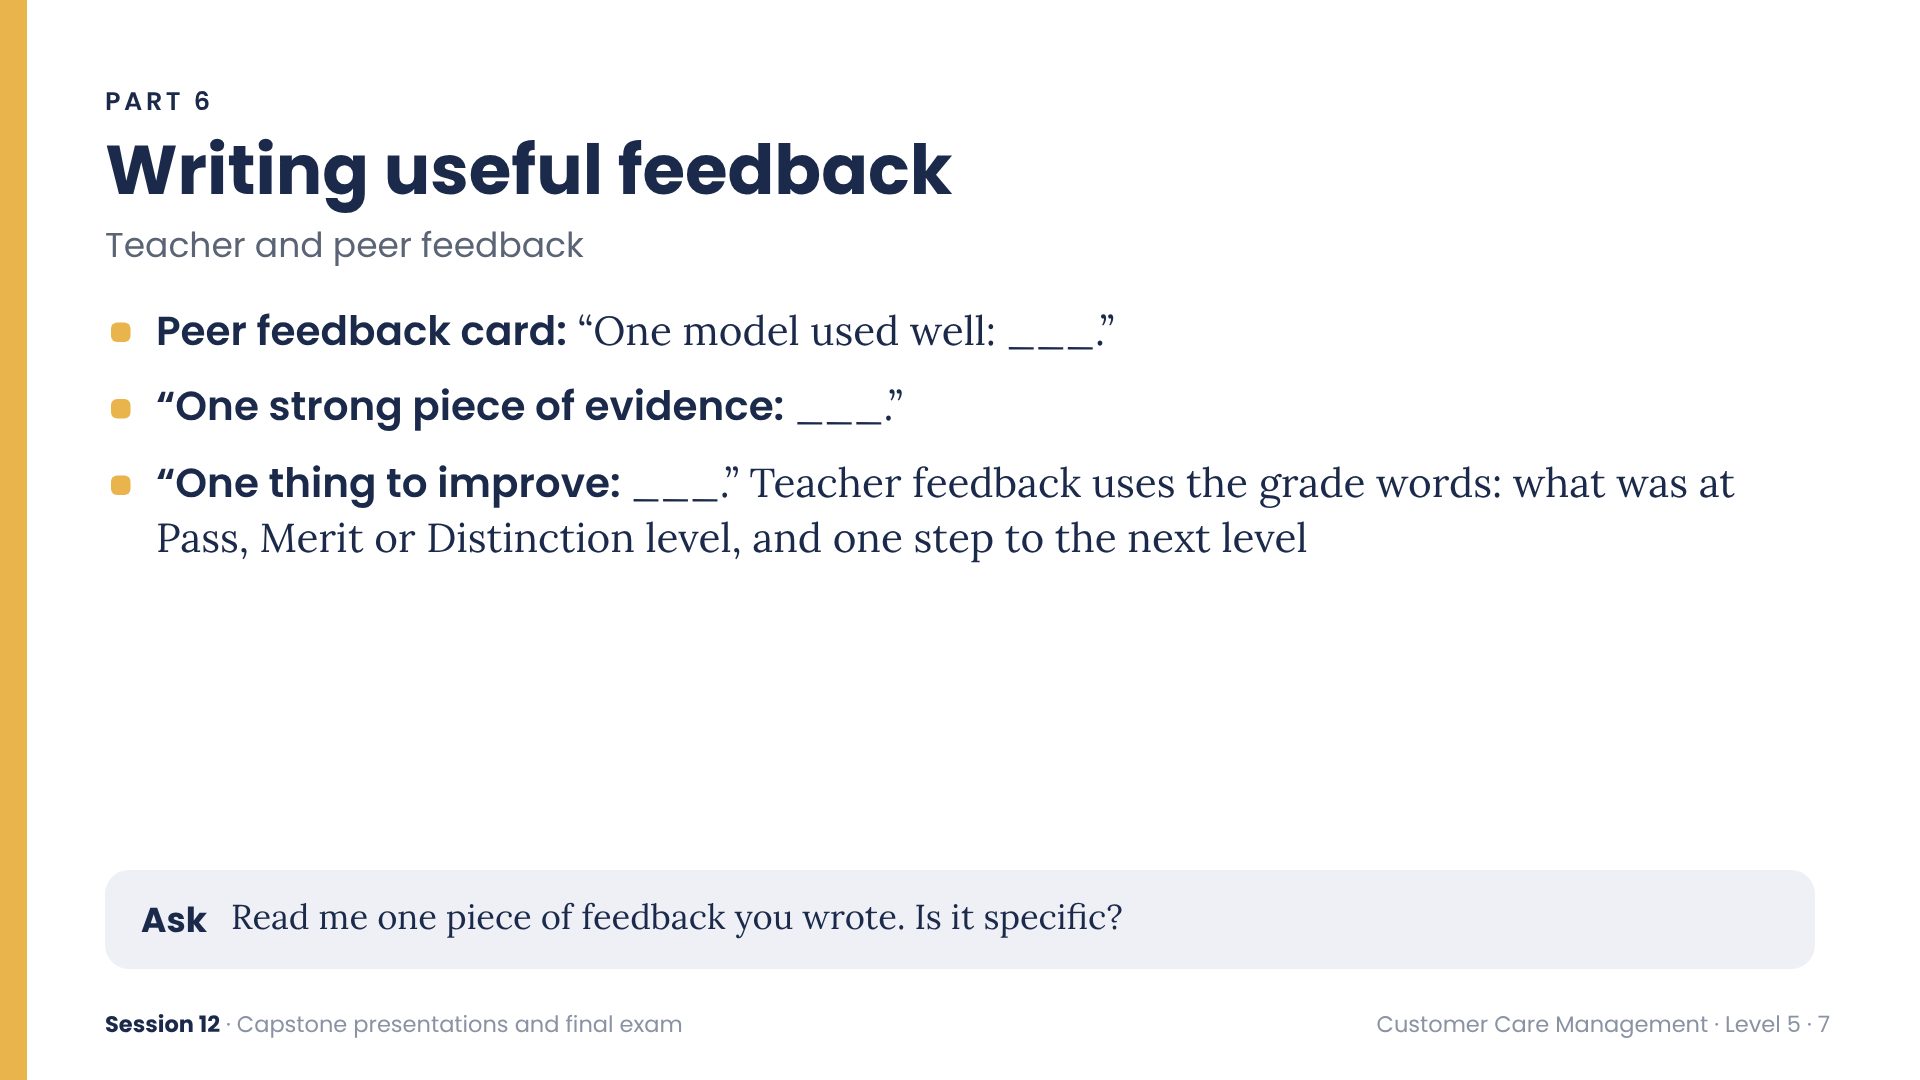 PART 6
Writing useful feedback
Teacher and peer feedback
Peer feedback card: “One model used well: ___.”
“One strong piece of evidence: ___.”
“One thing to improve: ___.” Teacher feedback uses the grade words: what was at
Pass, Merit or Distinction level, and one step to the next level
Ask Read me one piece of feedback you wrote. Is it specific?
Session 12 · Capstone presentations and final exam
Customer Care Management · Level 5 · 7